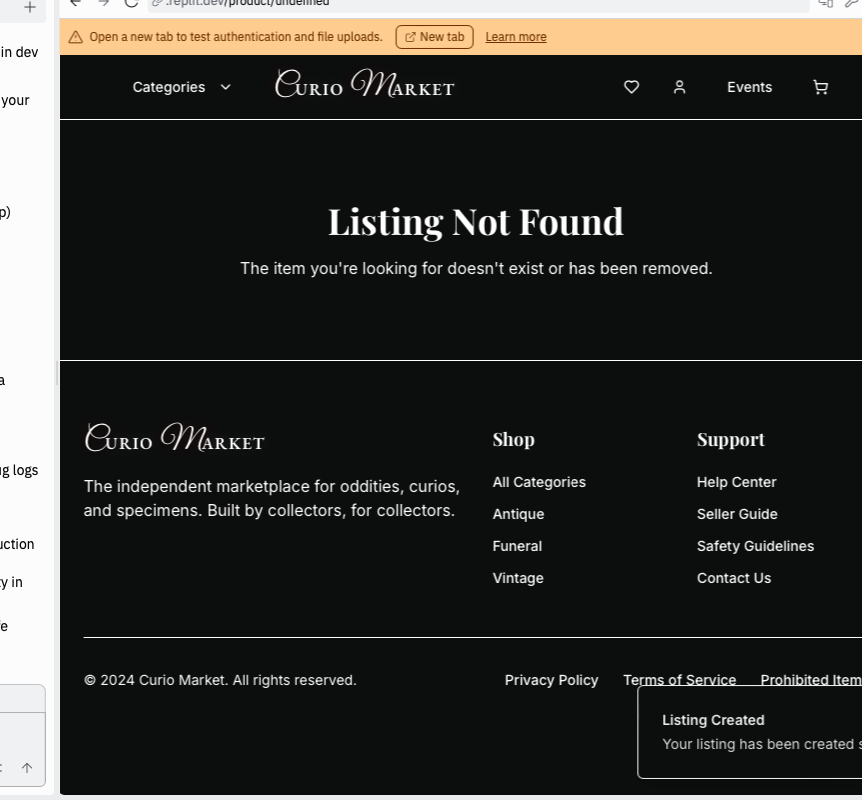 .replit.dev/product/undefined
in dev
Open a new tab to test authentication and file uploads. New tab Learn more
your
Categories CURIO MARKET Events
p)
Listing Not Found
The item you're looking for doesn't exist or has been removed.
a
CURIO MARKET Shop Support
g logs
The independent marketplace for oddities, curios, All Categories Help Center
and specimens. Built by collectors, for collectors. Antique Seller Guide
uction
Funeral Safety Guidelines
y in
Vintage Contact Us
e
© 2024 Curio Market. All rights reserved. Privacy Policy Terms of Service Prohibited Item
Listing Created
Your listing has been created s